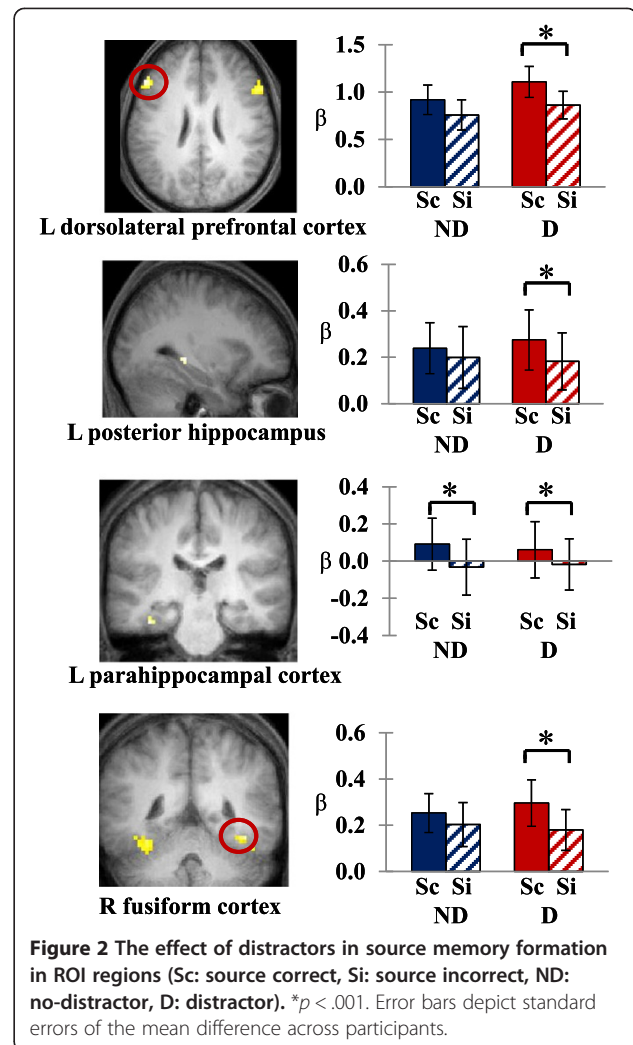 1.5
1.0
0.5
0.0
β
*
Sc Si Sc Si
ND D
L dorsolateral prefrontal cortex
0.6
0.4
0.2
0.0
β
*
Sc Si Sc Si
ND D
L posterior hippocampus
0.4
0.2
0.0
-0.2
-0.4
β
* *
Sc Si Sc Si
ND D
L parahippocampal cortex
0.6
0.4
0.2
0.0
β
*
Sc Si Sc Si
ND D
R fusiform cortex
Figure 2 The effect of distractors in source memory formation
in ROI regions (Sc: source correct, Si: source incorrect, ND:
no-distractor, D: distractor). *p < .001. Error bars depict standard
errors of the mean difference across participants.